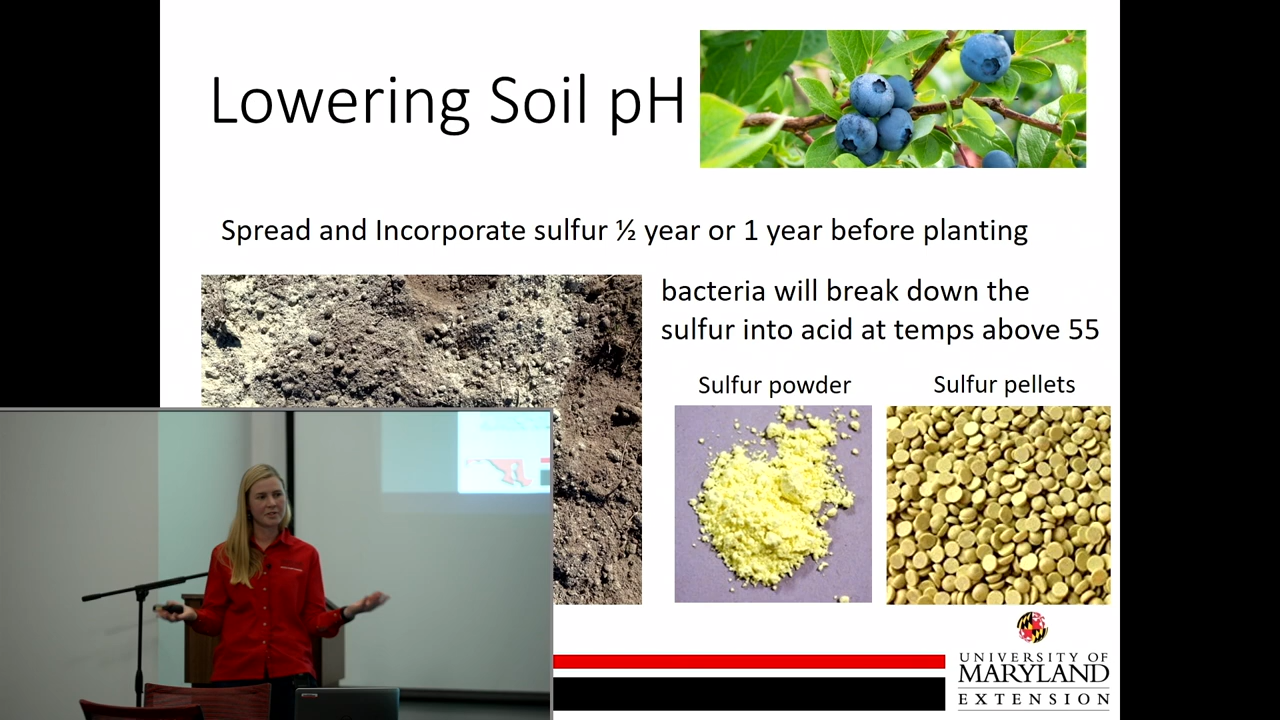 Lowering Soil pH
Spread and Incorporate sulfur ½ year or 1 year before planting
bacteria will break down the
sulfur into acid at temps above 55
Sulfur powder
Sulfur pellets
UNIVERSITY OF
MARYLAND
EXTENSION